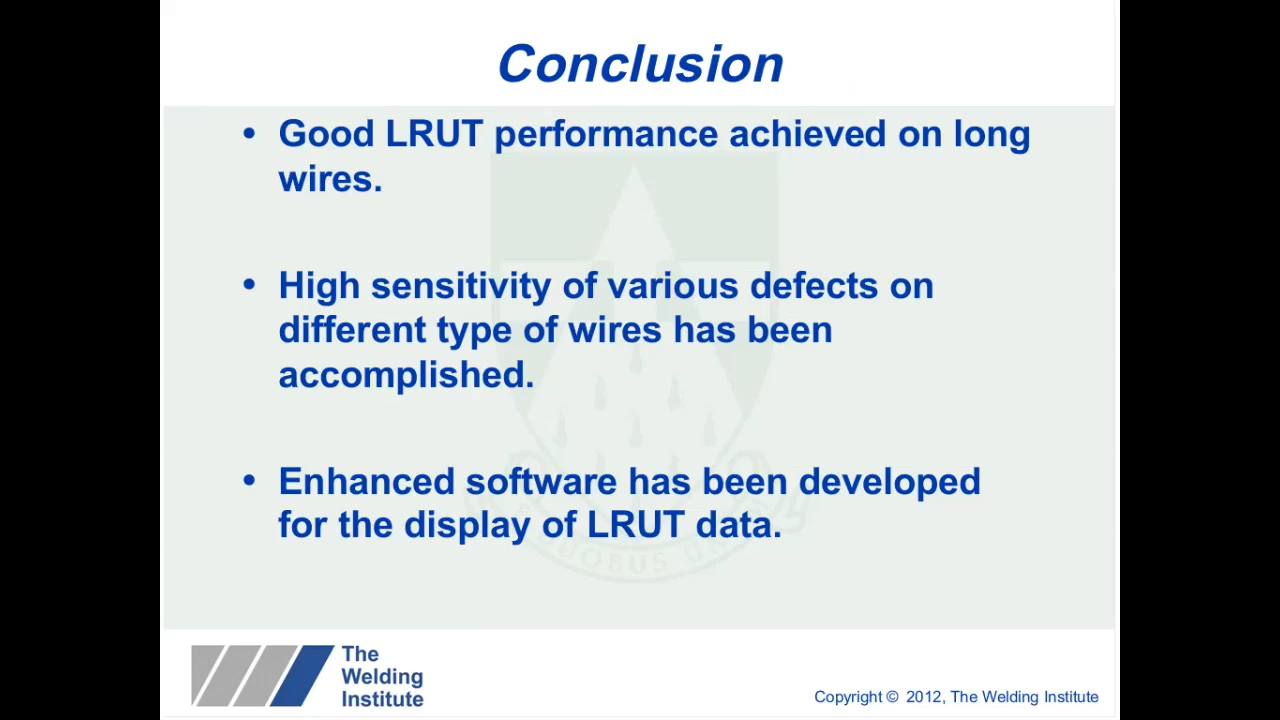 Conclusion
• Good LRUT performance achieved on long
wires.
• High sensitivity of various defects on
different type of wires has been
accomplished.
• Enhanced software has been developed
for the display of LRUT data.
The
Welding
Institute
Copyright © 2012, The Welding Institute